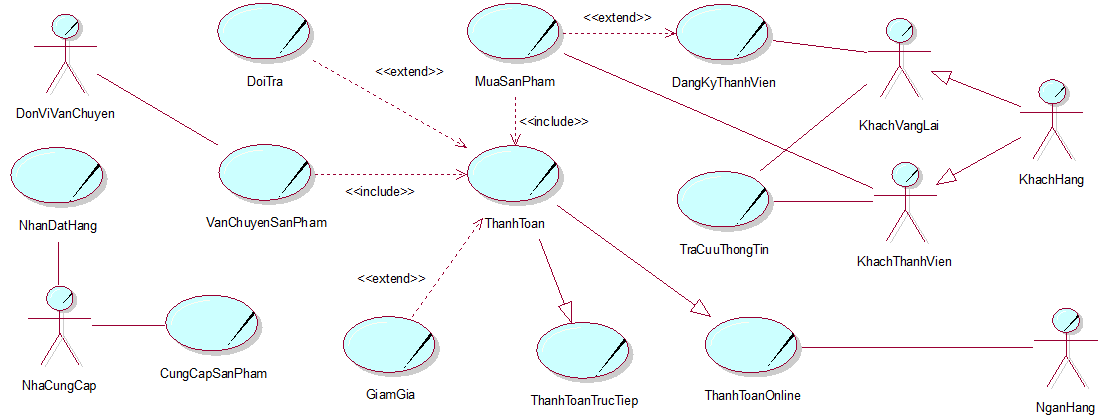 <<extend>>
DoiTra
MuaSanPham
DangKyThanhVien
<<extend>>
DonViVanChuyen
<<include>>
KhachVangLai
KhachHang
<<include>>
NhanDatHang
VanChuyenSanPham
ThanhToan
TraCuuThongTin
KhachThanhVien
<<extend>>
NhaCungCap
CungCapSanPham
GiamGia
ThanhToanTrucTiep
ThanhToanOnline
NganHang